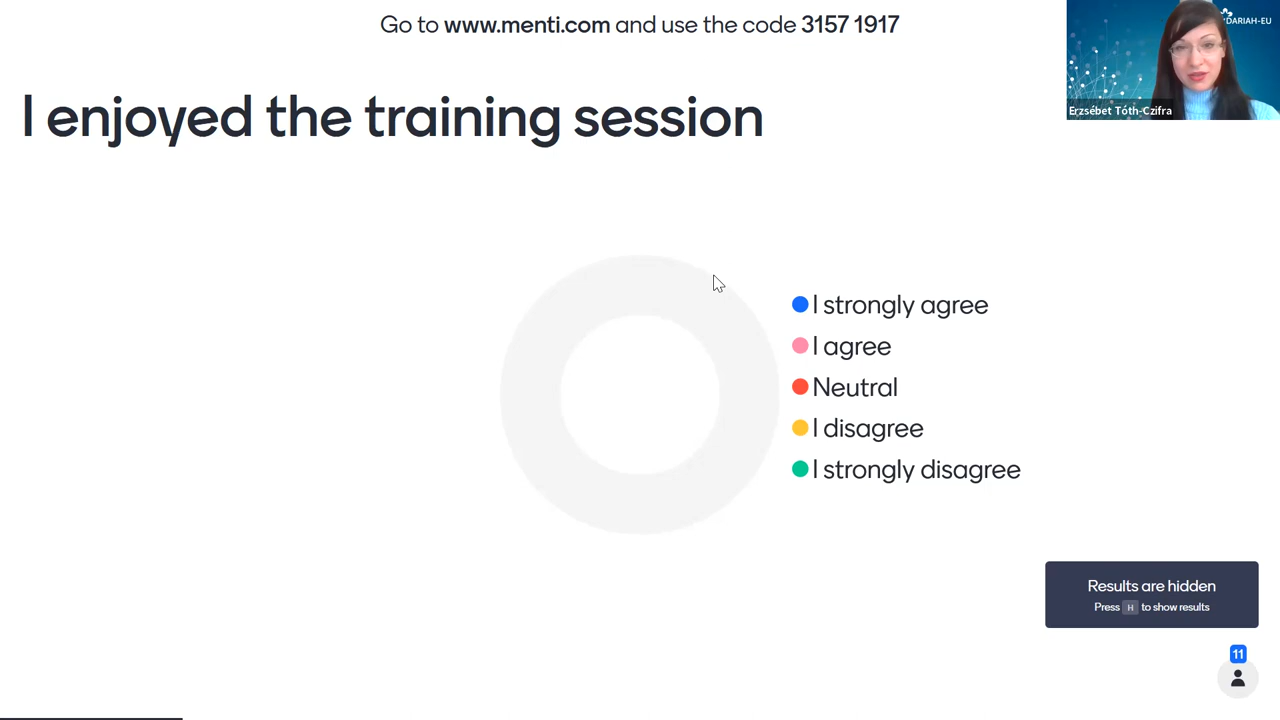 Go to www.menti.com and use the code 3157 1917
DARIAH-EU
Erzsébet Tóth-Czifra
I enjoyed the training session
I strongly agree
I agree
Neutral
I disagree
I strongly disagree
Results are hidden
Press H to show results
11